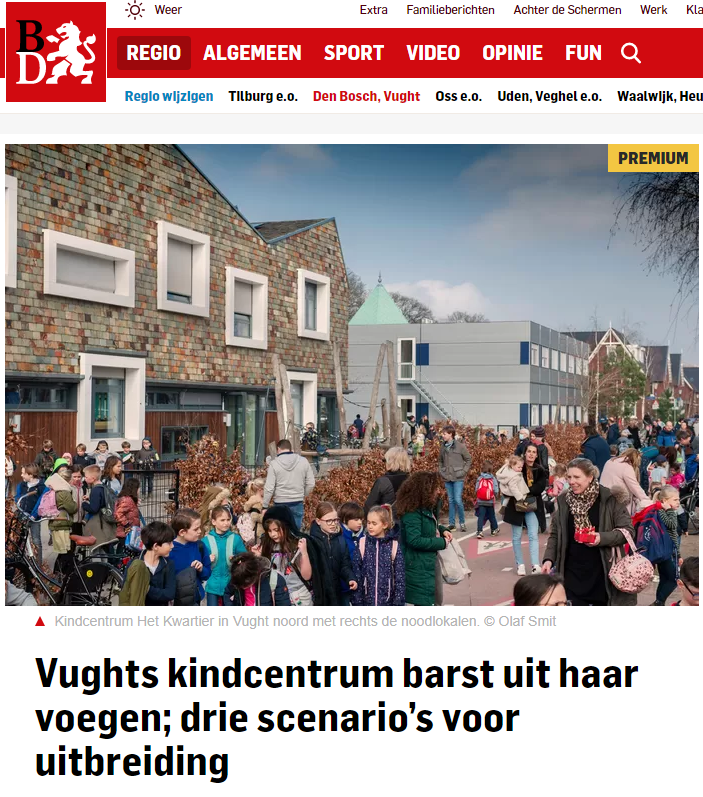 Weer Extra Familieberichten Achter de Schermen Werk Kla
B
D
REGIO ALGEMEEN SPORT VIDEO OPINIE FUN
Regio wijzigen Tilburg e.o. Den Bosch, Vught Oss e.o. Uden, Veghel e.o. Waalwijk, Heu
PREMIUM
Kindcentrum Het Kwartier in Vught noord met rechts de noodlokalen. © Olaf Smit
Vughts kindcentrum barst uit haar
voegen; drie scenario's voor
uitbreiding